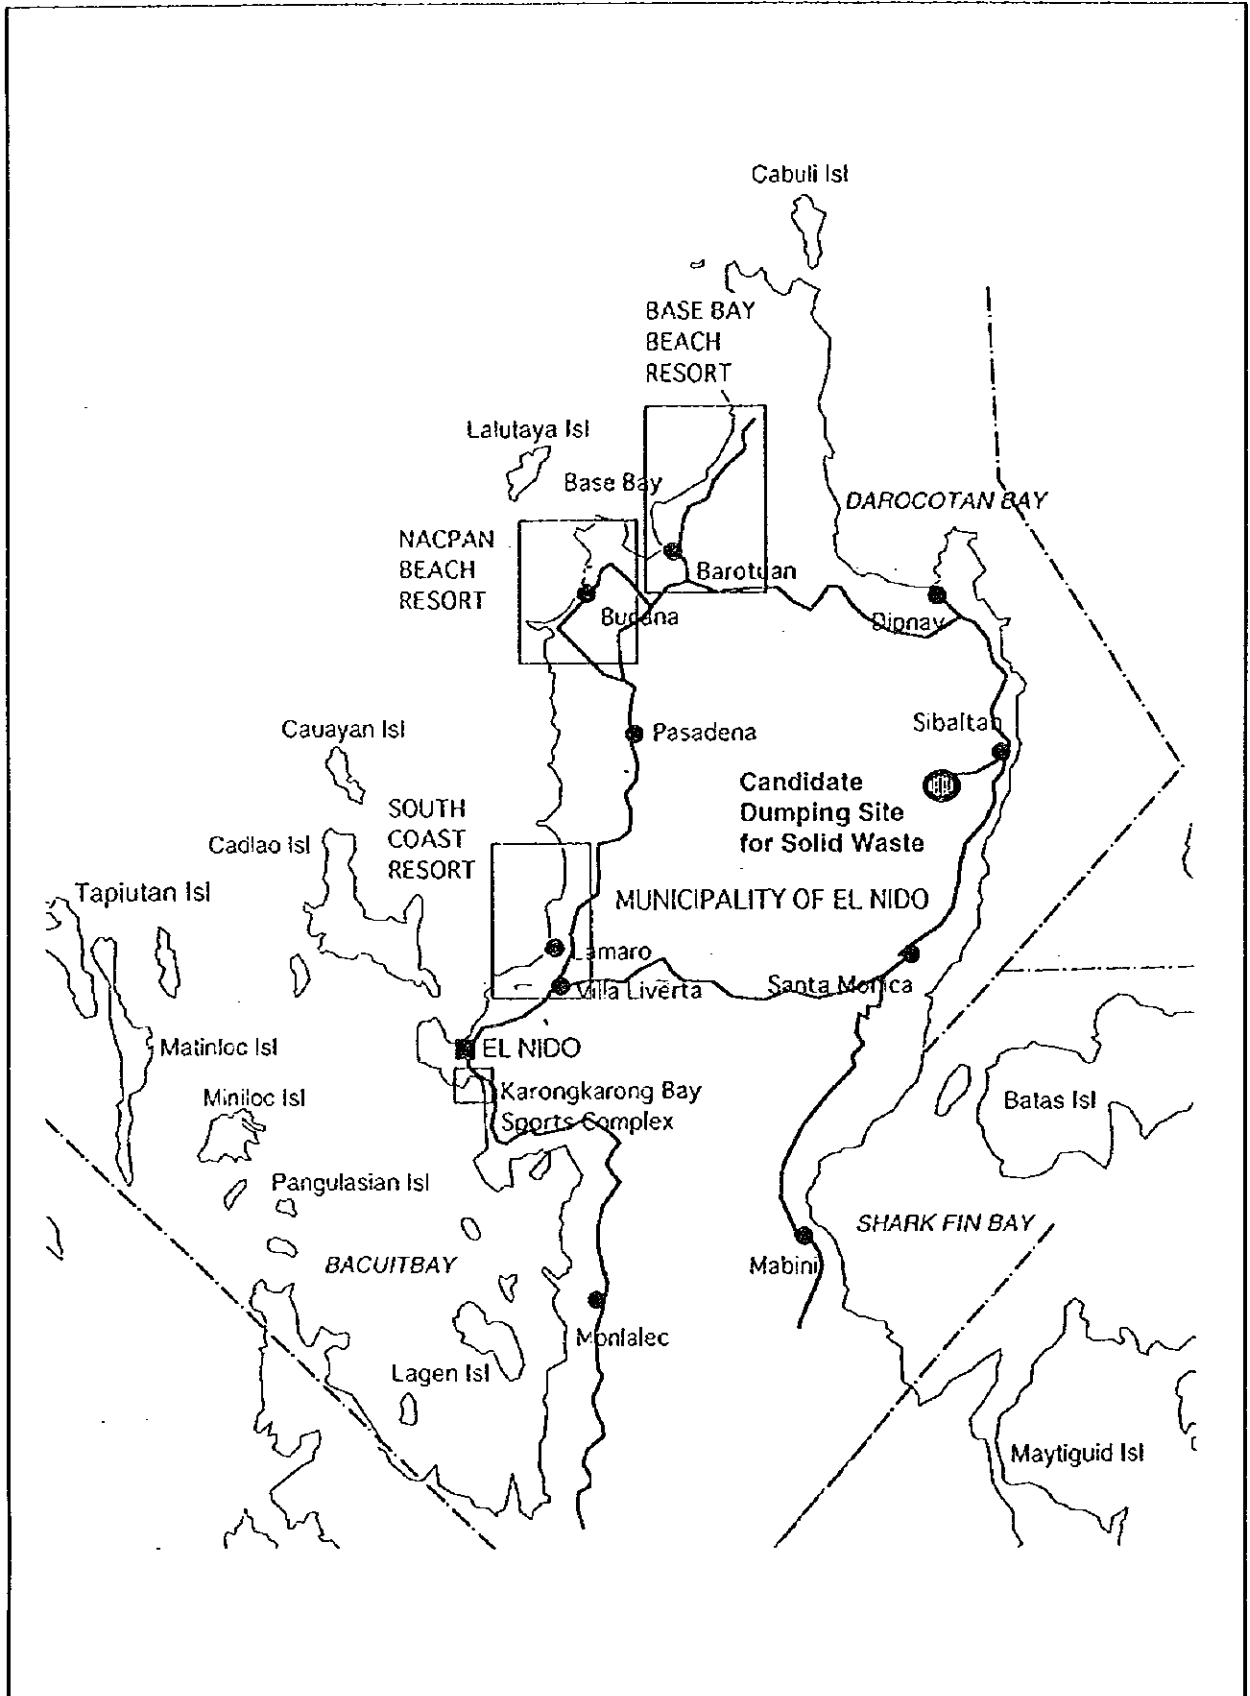 Cabuli Isl
BASE BAY
BEACH
RESORT
Lalutaya Isl
Base Bay
DAROCOTAN BAY
NACPAN
BEACH
RESORT
Barotuan
Bucana
Dipnay
Sibaltan
Cauayan Isl
Pasadena
Candidate
Dumping Site
for Solid Waste
SOUTH
COAST
RESORT
Cadlao Isl
Tapiutan Isl
MUNICIPALITY OF EL NIDO
Lamaro
Villa Liverta
Santa Monica
Matinloc Isl
EL NIDO
Miniloc Isl
Karongkarong Bay
Sports Complex
Batas Isl
Pangulasian Isl
SHARK FIN BAY
BACUITBAY
Mabini
Monlalec
Lagen Isl
Maytiguid Isl